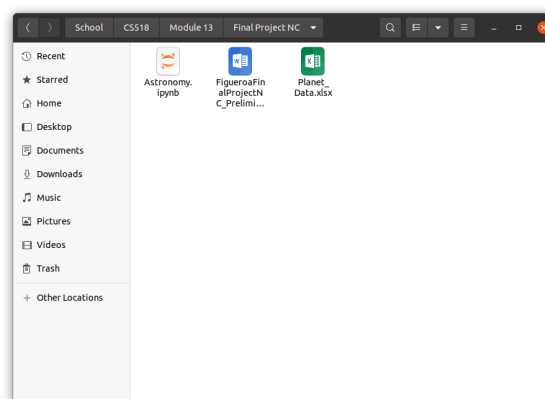 School CS518 Module 13 Final Project NC
Recent
Starred
Home
Desktop
Documents
Downloads
Music
Pictures
Videos
Trash
Other Locations
Astronomy.
ipynb
FigueroaFin
alProjectN
C_Prelimi…
Planet_
Data.xlsx